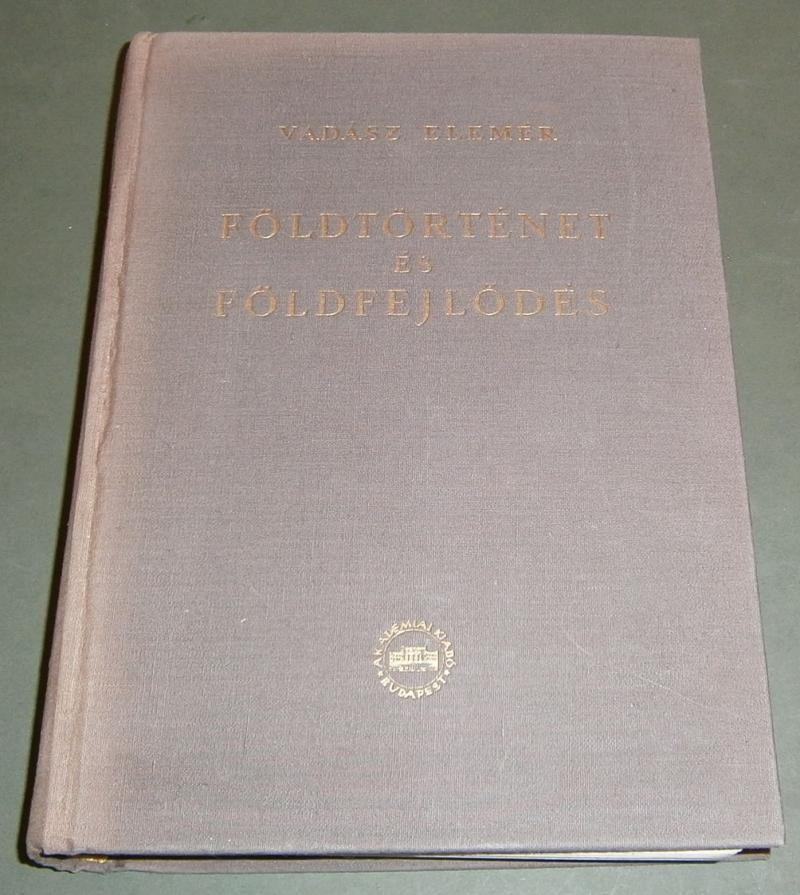 VADÁSZ ELEMÉR
FÖLDTÖRTÉNET
ÉS
FÖLDFEJLŐDÉS
AKADÉMIAI KIADÓ
BUDAPEST